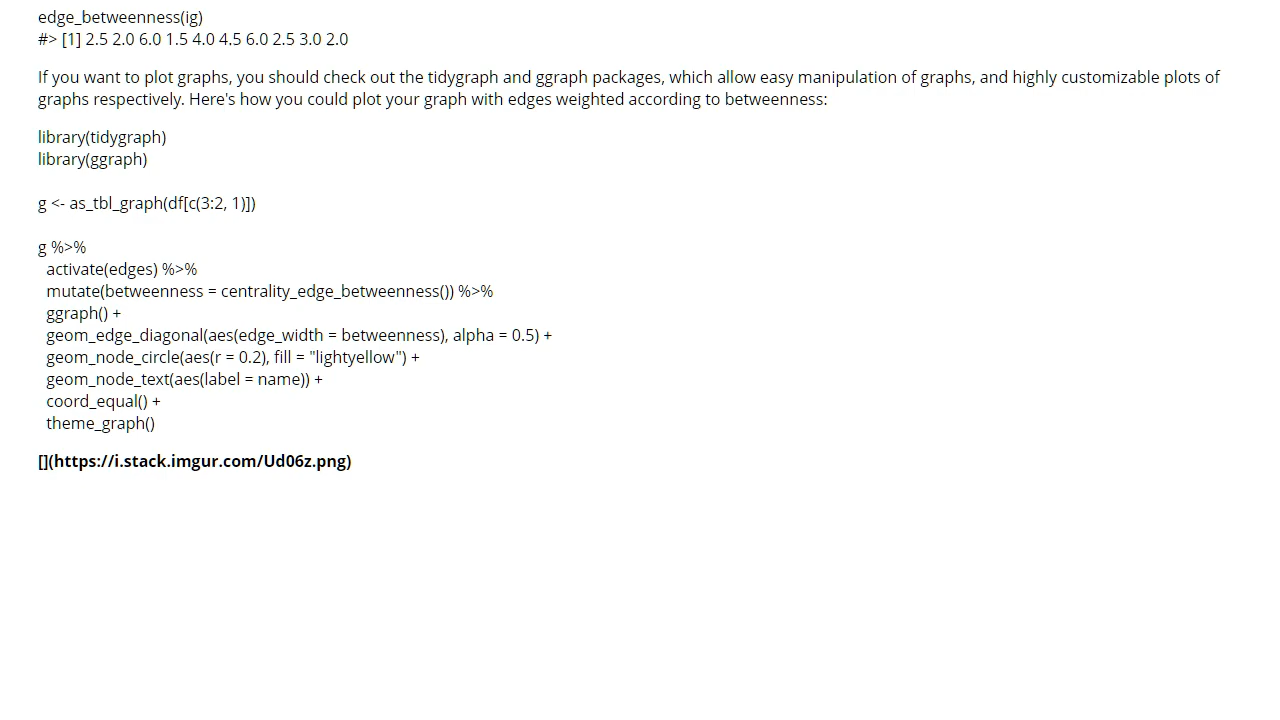 edge_betweenness(ig)
#> [1] 2.5 2.0 6.0 1.5 4.0 4.5 6.0 2.5 3.0 2.0
If you want to plot graphs, you should check out the tidygraph and ggraph packages, which allow easy manipulation of graphs, and highly customizable plots of
graphs respectively. Here's how you could plot your graph with edges weighted according to betweenness:
library(tidygraph)
library(ggraph)
g <- as_tbl_graph(df[c(3:2, 1)])
g %>%
  activate(edges) %>%
  mutate(betweenness = centrality_edge_betweenness()) %>%
  ggraph() +
  geom_edge_diagonal(aes(edge_width = betweenness), alpha = 0.5) +
  geom_node_circle(aes(r = 0.2), fill = "lightyellow") +
  geom_node_text(aes(label = name)) +
  coord_equal() +
  theme_graph()
[](https://i.stack.imgur.com/Ud06z.png)